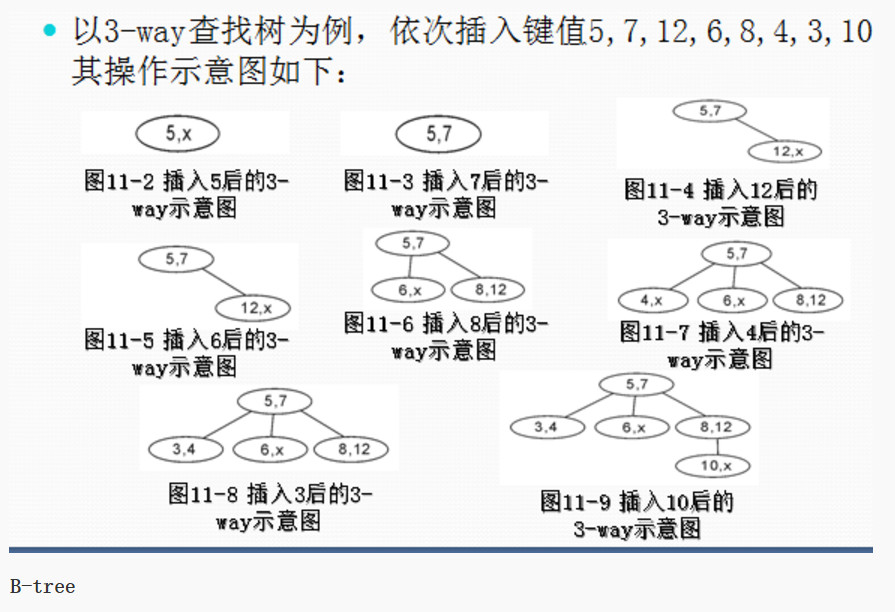 以3-way查找树为例，依次插入键值5,7,12,6,8,4,3,10
其操作示意图如下：
5,x
图11-2 插入5后的3-
way示意图
5,7
图11-3 插入7后的3-
way示意图
5,7
12,x
图11-4 插入12后的
3-way示意图
5,7
12,x
图11-5 插入6后的3-
way示意图
5,7
6,x
8,12
图11-6 插入8后的3-
way示意图
5,7
4,x
6,x
8,12
图11-7 插入4后的3-
way示意图
5,7
3,4
6,x
8,12
图11-8 插入3后的3-
way示意图
5,7
3,4
6,x
8,12
10,x
图11-9 插入10后的
3-way示意图
B-tree